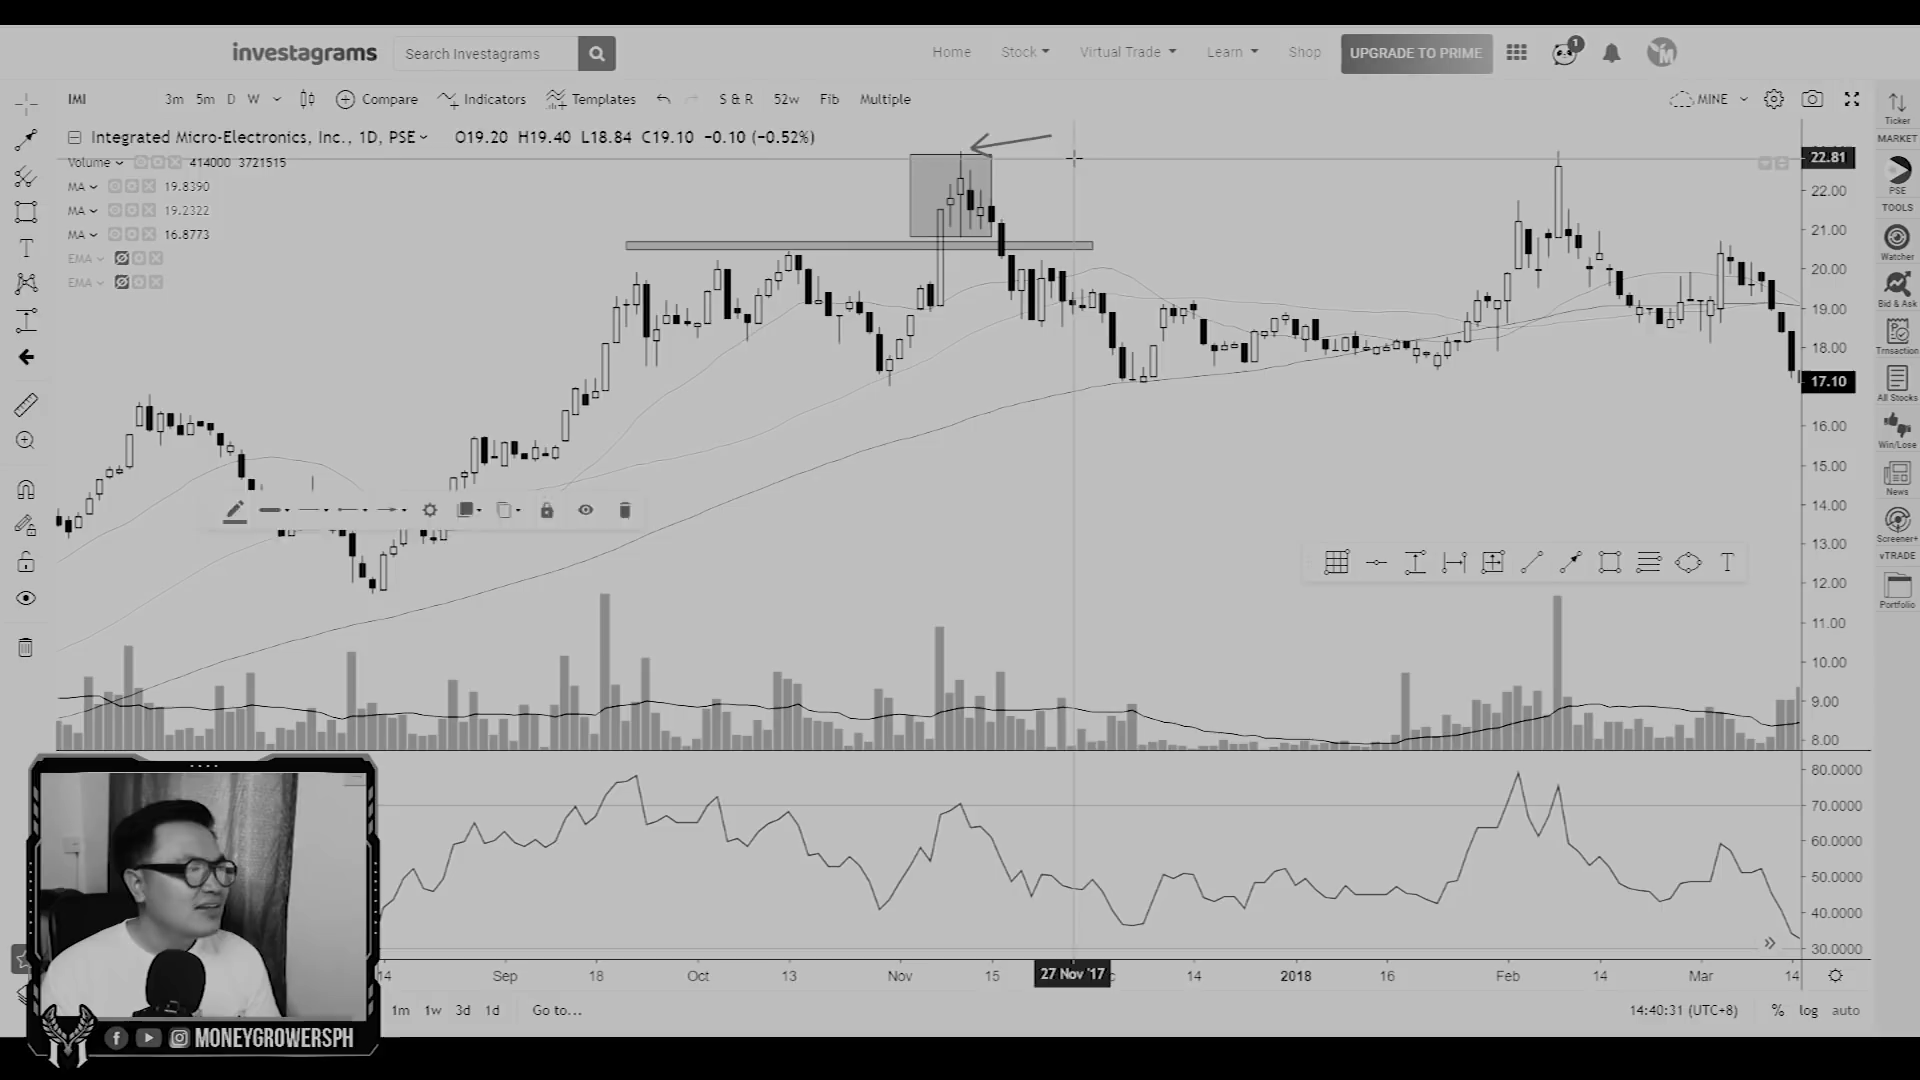 investagrams Search Investagrams Home Stock Virtual Trade Learn Shop UPGRADE TO PRIME 1
IMI 3m 5m D W Compare Indicators Templates S & R 52w Fib Multiple MINE
Ticker
Integrated Micro-Electronics, Inc., 1D, PSE O19.20 H19.40 L18.84 C19.10 −0.10 (−0.52%)
MARKET
Volume 414000 3721515
22.81
MA 19.8390
22.00
PSE
MA 19.2322
TOOLS
MA 16.8773
21.00
EMA
Watcher
20.00
EMA
Bid & Ask
19.00
18.00
Trnsaction
17.10
All Stocks
16.00
Win/Lose
15.00
News
14.00
Screener+
13.00
vTRADE
12.00
Portfolio
11.00
10.00
9.00
8.00
80.0000
70.0000
60.0000
50.0000
40.0000
30.0000
14 Sep 18 Oct 13 Nov 15 27 Nov '17 14 2018 16 Feb 14 Mar 14
1m 1w 3d 1d Go to... 14:40:31 (UTC+8) % log auto
MONEYGROWERSPH